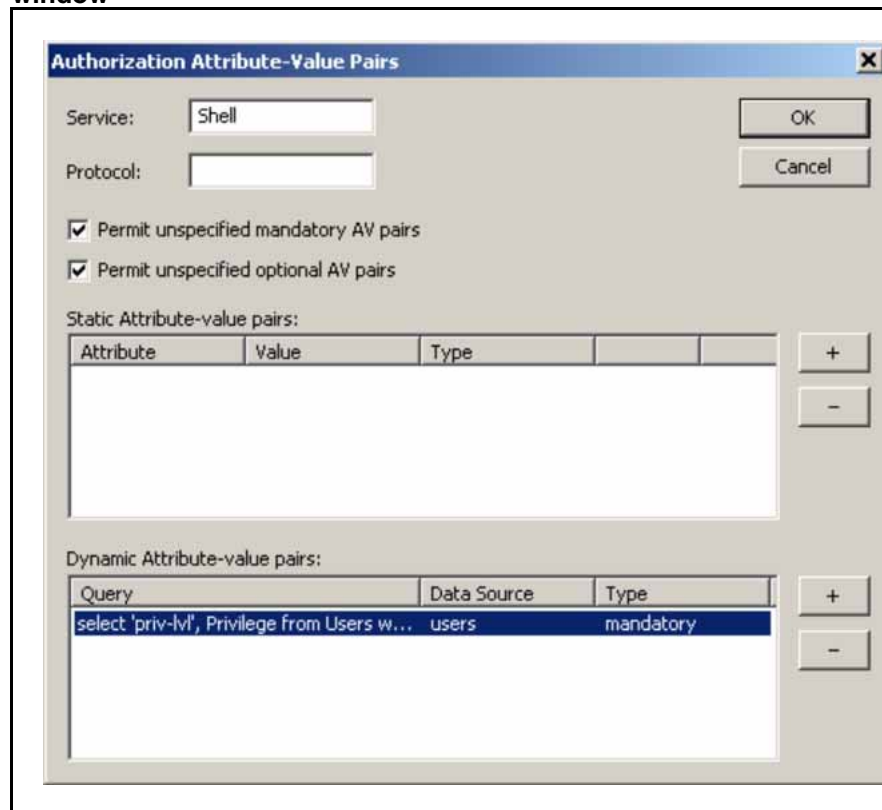 window
Authorization Attribute-Value Pairs
Service: Shell
OK
Protocol:
Cancel
Permit unspecified mandatory AV pairs
Permit unspecified optional AV pairs
Static Attribute-value pairs:
Attribute Value Type
+
-
Dynamic Attribute-value pairs:
Query Data Source Type
+
select 'priv-lvl', Privilege from Users w... users mandatory
-